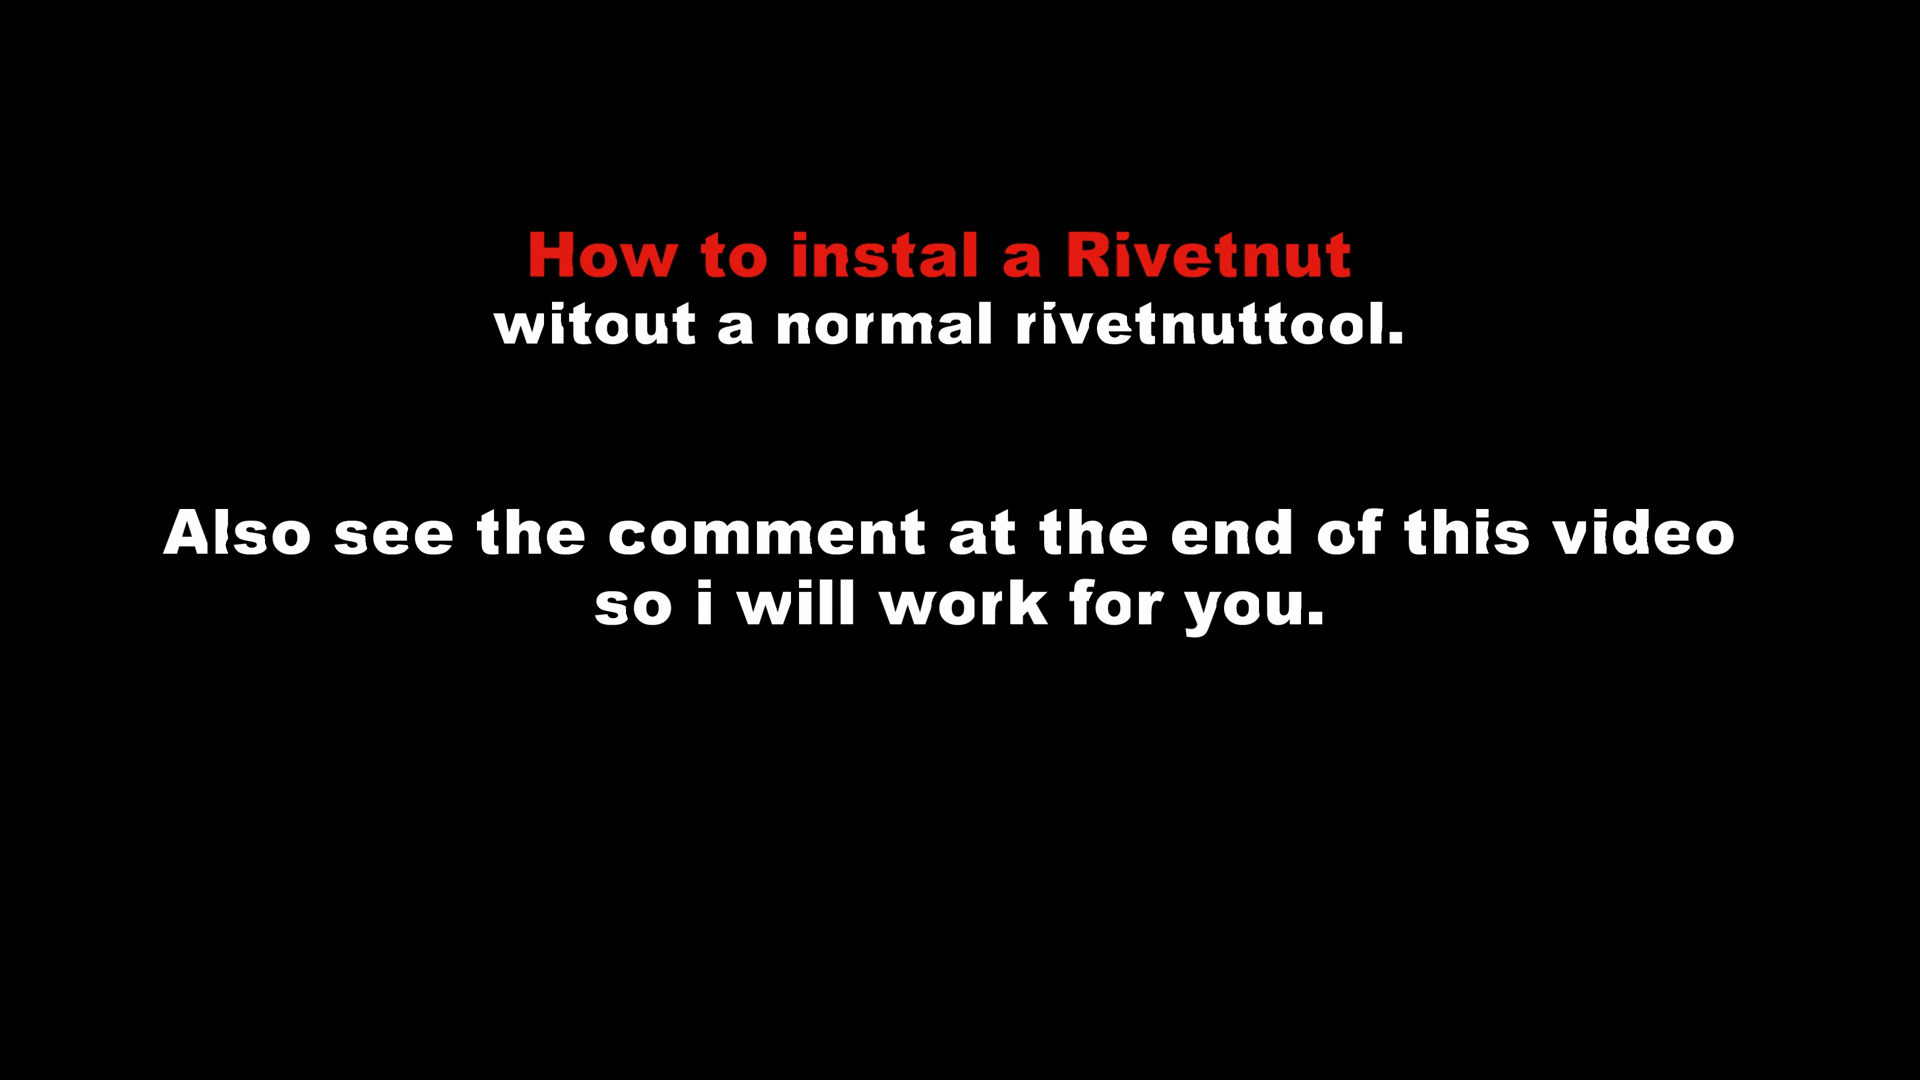 How to instal a Rivetnut
witout a normal rivetnuttool.
Also see the comment at the end of this video
so i will work for you.